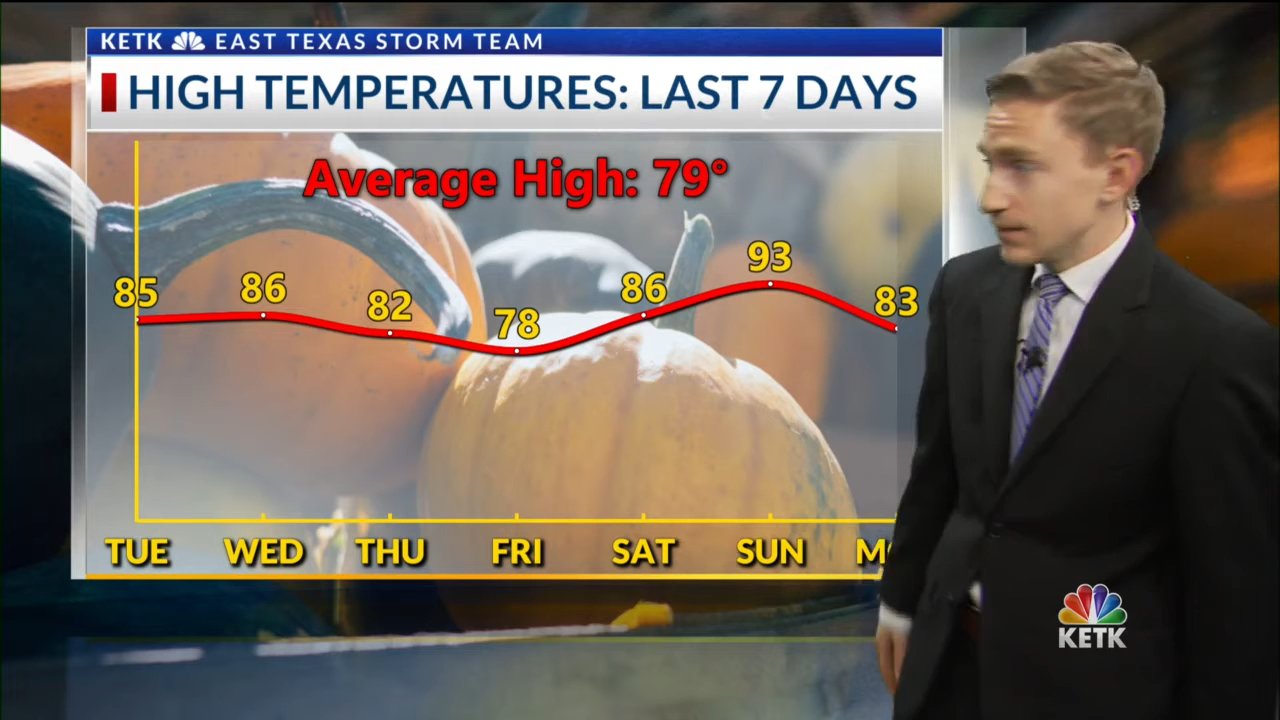 KETK EAST TEXAS STORM TEAM
HIGH TEMPERATURES: LAST 7 DAYS
Average High: 79°
85 86 82 78 86 93 83
TUE WED THU FRI SAT SUN
KETK